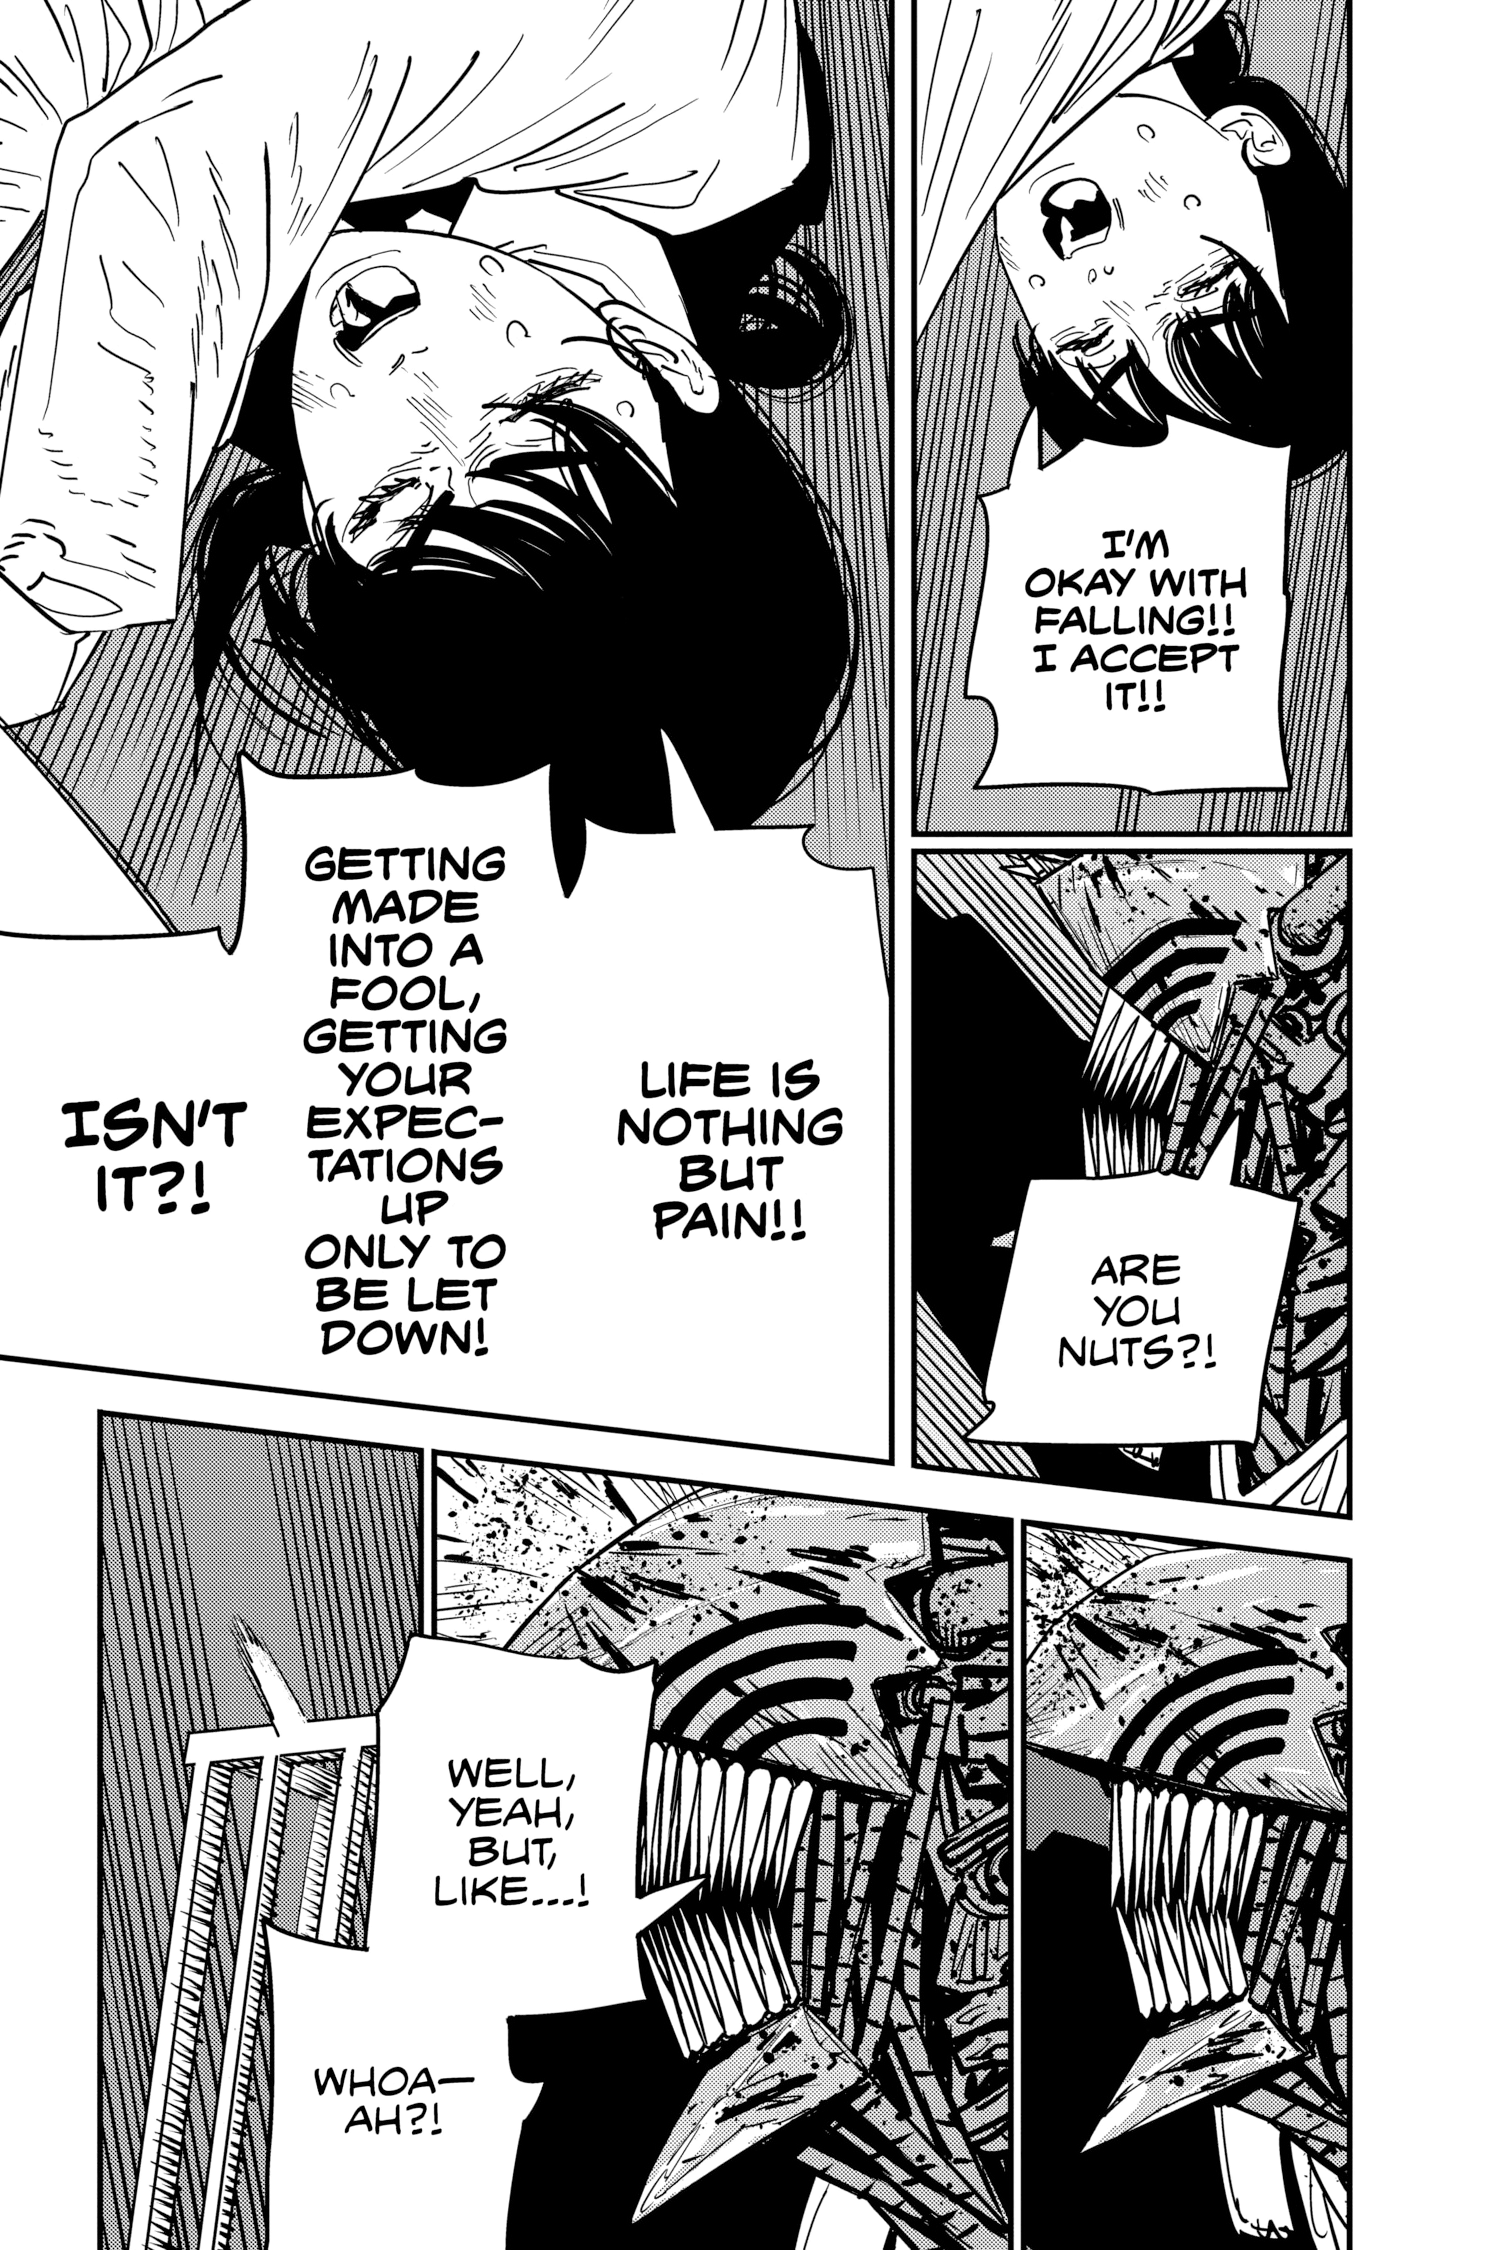 I'M
OKAY WITH
FALLING!!
I ACCEPT
IT!!
ARE
YOU
NUTS?!
LIFE IS
NOTHING
BUT
PAIN!!
GETTING
MADE
INTO A
FOOL,
GETTING
YOUR
EXPEC-
TATIONS
UP
ONLY TO
BE LET
DOWN!
ISN'T
IT?!
WELL,
YEAH,
BUT,
LIKE...!
WHOA—
AH?!